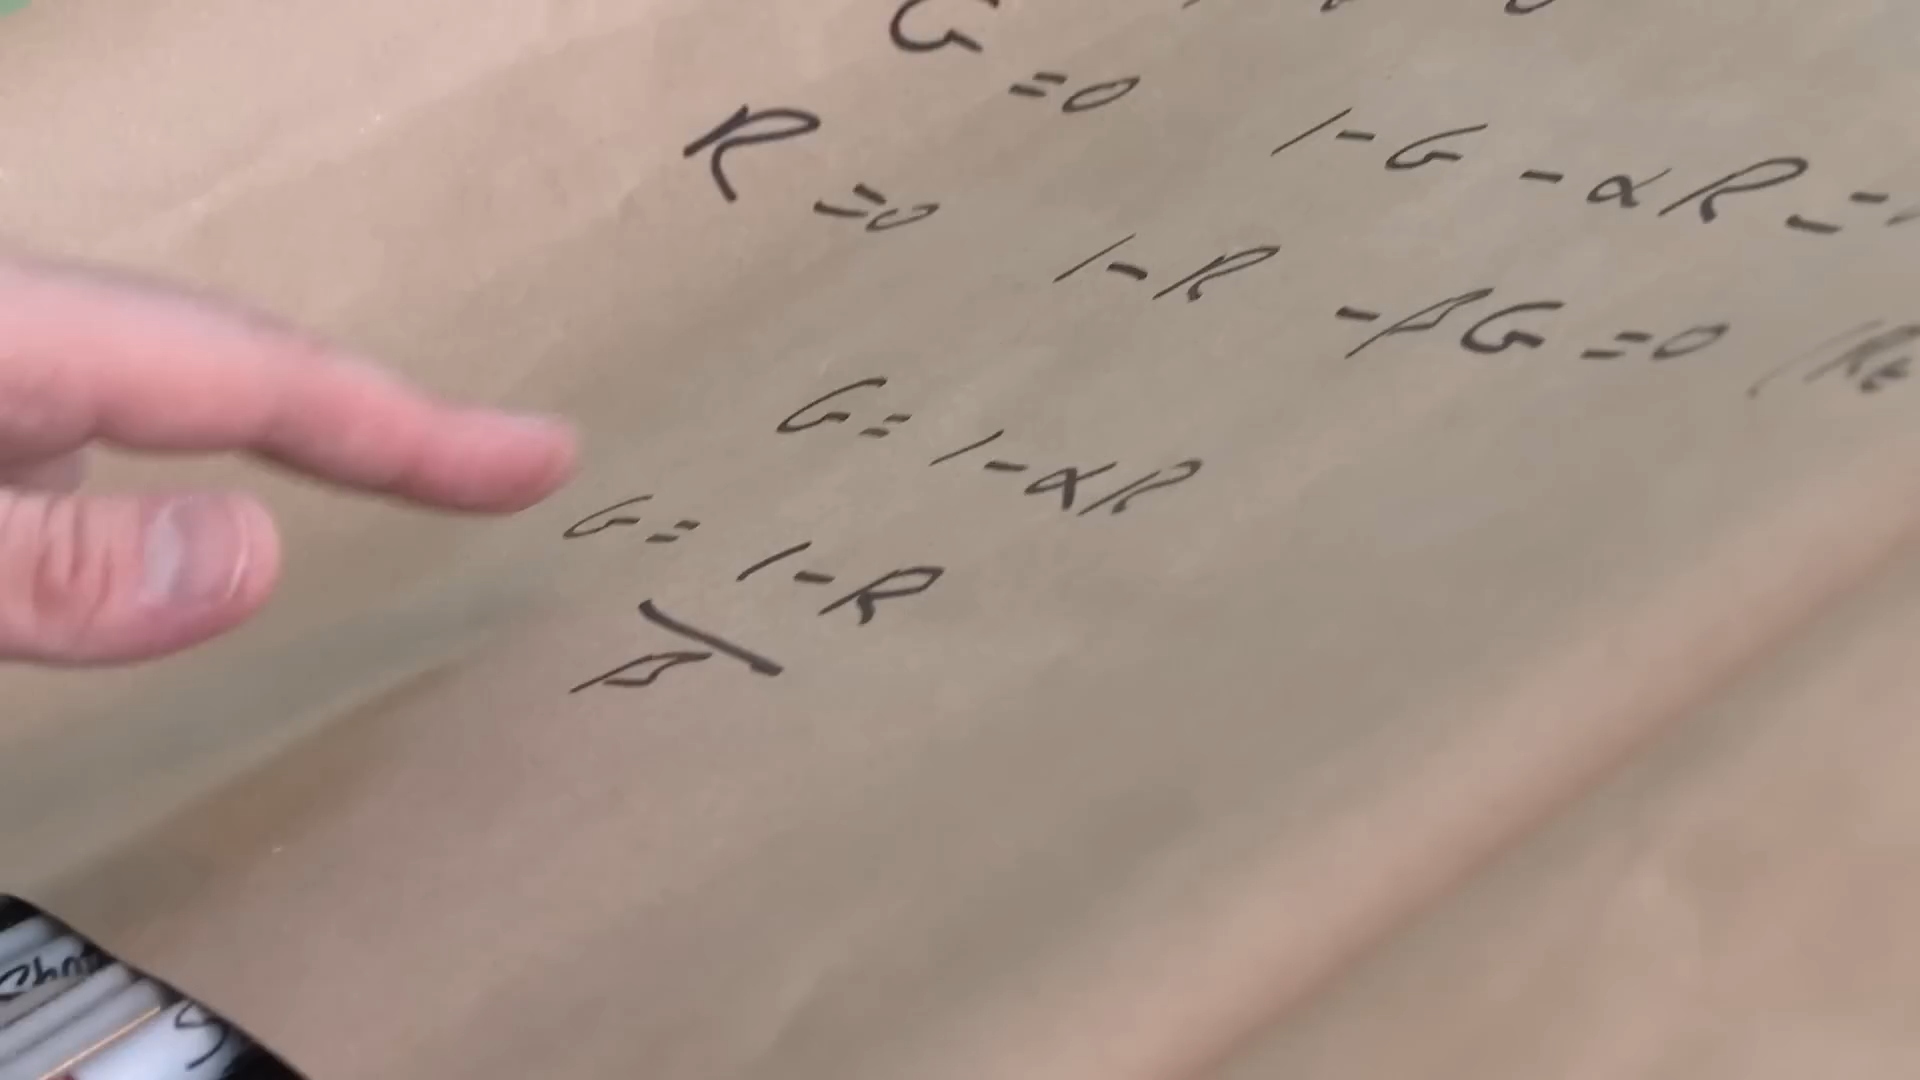 G = 0
1 - G - αR =
R = 0
1 - R - βG = 0
G = 1 - αR
G = 1 - R
β